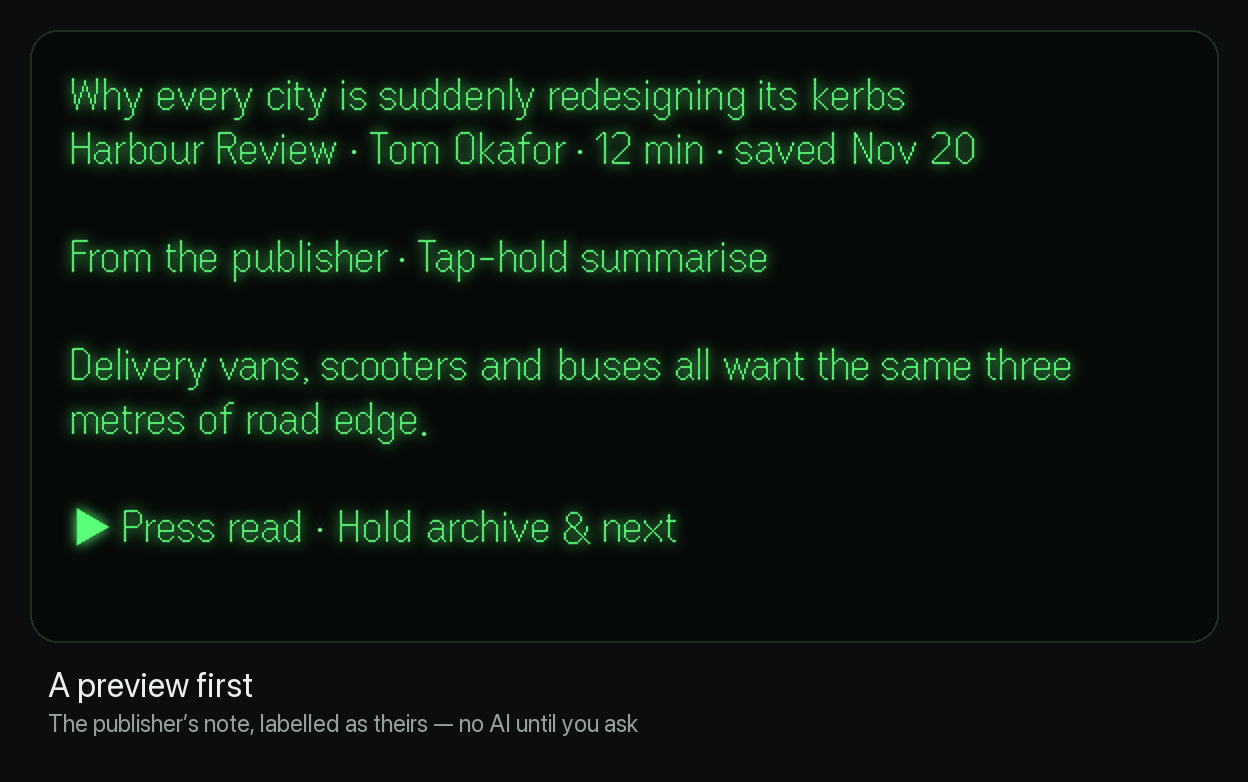 Why every city is suddenly redesigning its kerbs
Harbour Review · Tom Okafor · 12 min · saved Nov 20
From the publisher · Tap-hold summarise
Delivery vans, scooters and buses all want the same three
metres of road edge.
▶ Press read · Hold archive & next
A preview first
The publisher’s note, labelled as theirs — no AI until you ask